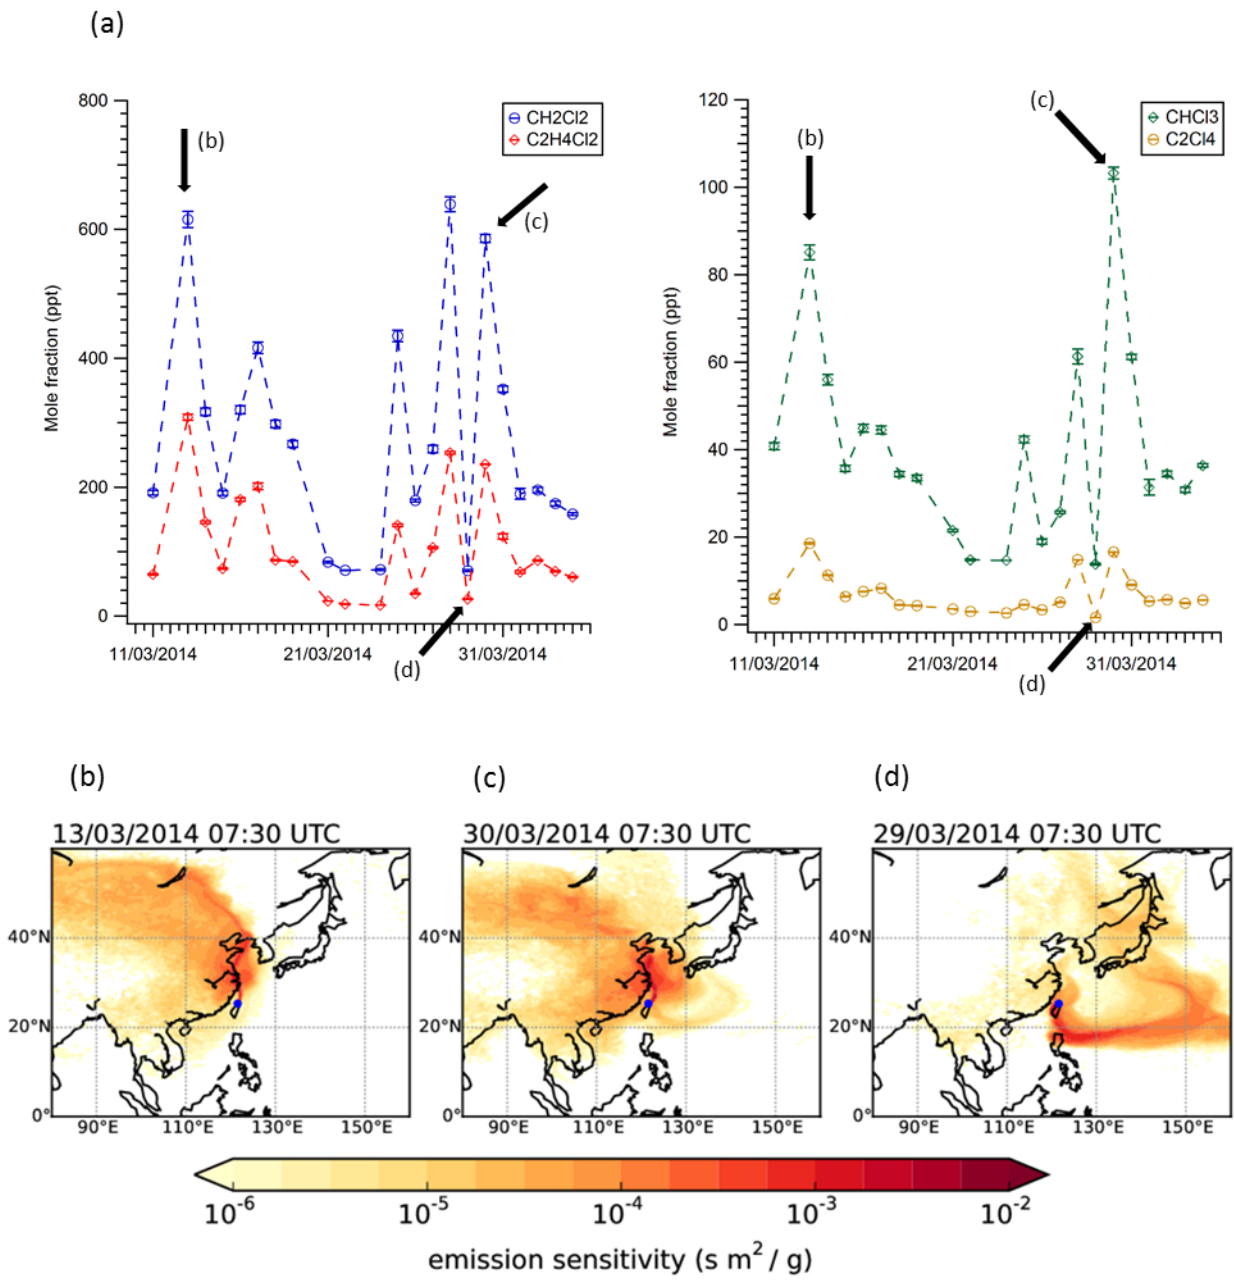 (a)
800
600
400
200
0
Mole fraction (ppt)
CH2Cl2
C2H4Cl2
(b)
(c)
(d)
11/03/2014
21/03/2014
31/03/2014
120
100
80
60
40
20
0
Mole fraction (ppt)
CHCl3
C2Cl4
(b)
(c)
(d)
11/03/2014
21/03/2014
31/03/2014
(b)
(c)
(d)
13/03/2014 07:30 UTC
30/03/2014 07:30 UTC
29/03/2014 07:30 UTC
40°N
20°N
0°
90°E
110°E
130°E
150°E
40°N
20°N
0°
90°E
110°E
130°E
150°E
40°N
20°N
0°
90°E
110°E
130°E
150°E
10⁻⁶
10⁻⁵
10⁻⁴
10⁻³
10⁻²
emission sensitivity (s m² / g)